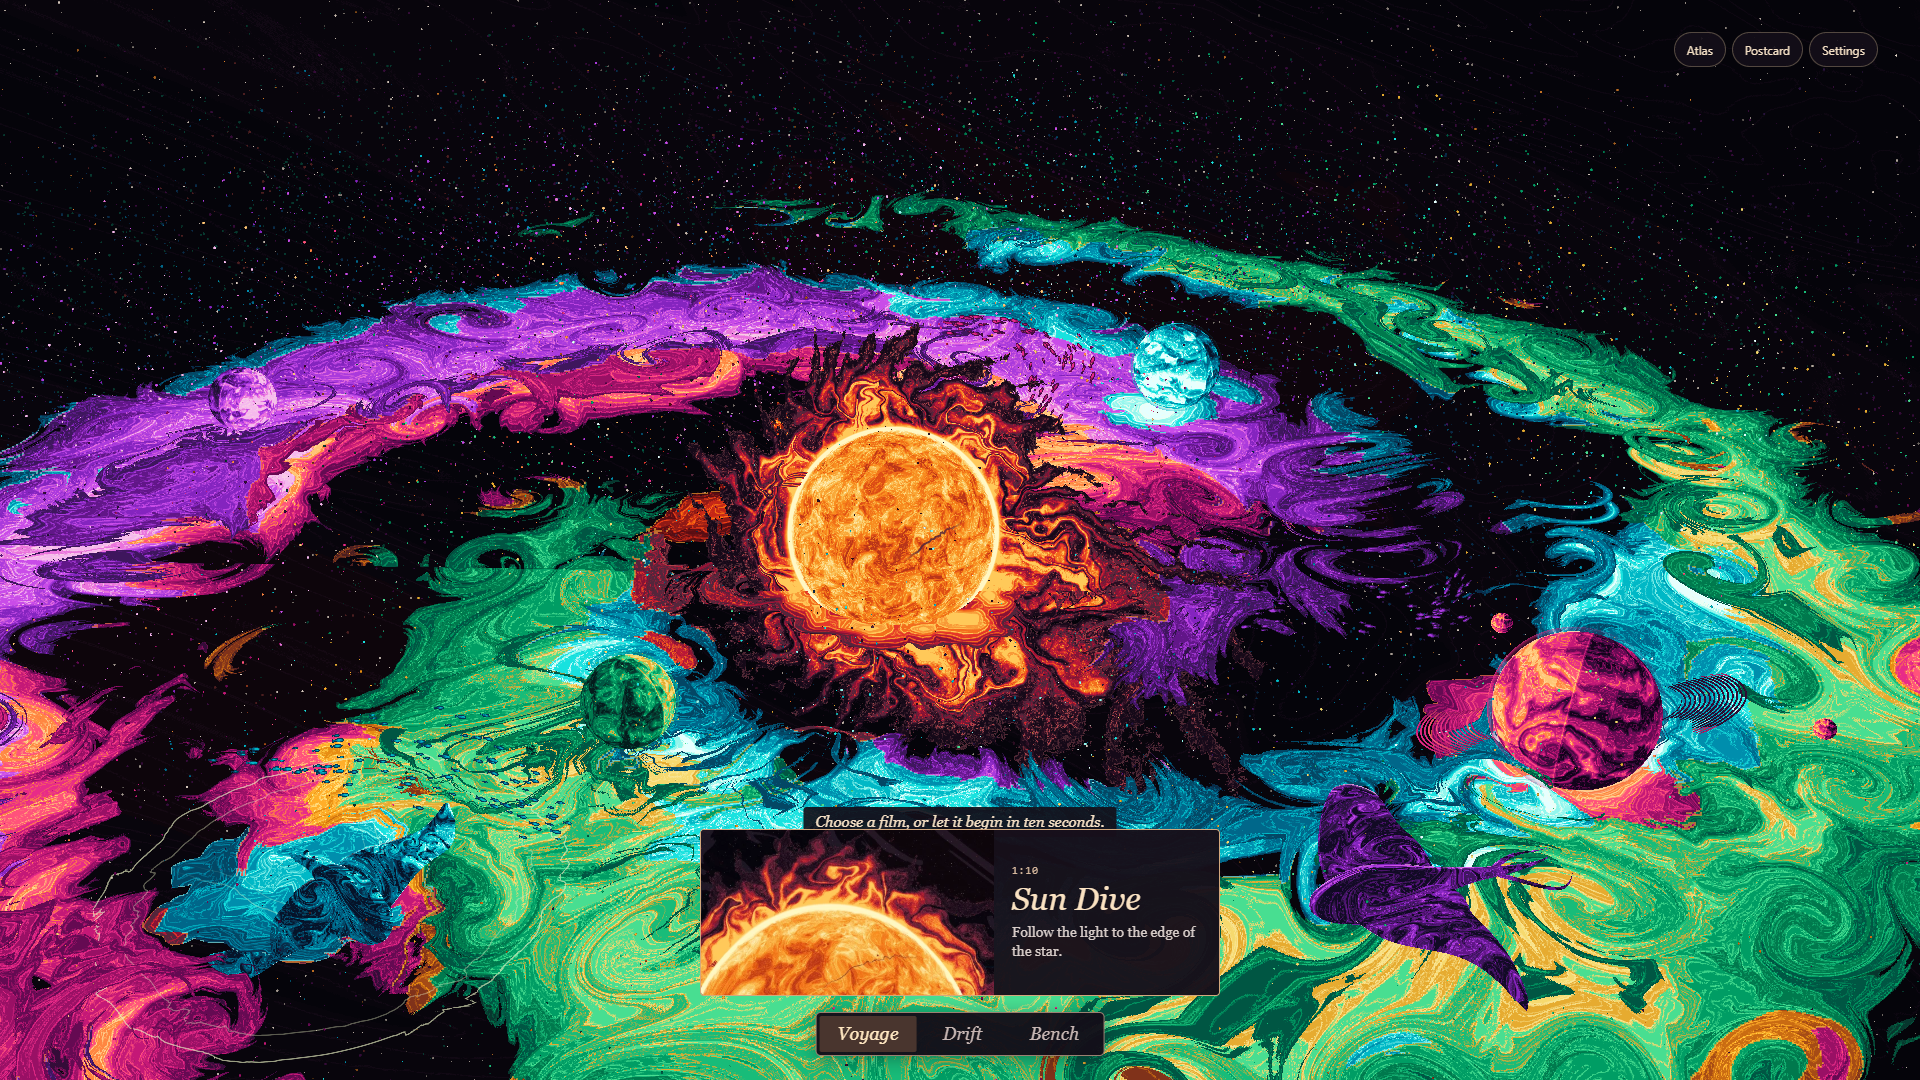 Atlas
Postcard
Settings
Choose a film, or let it begin in ten seconds.
1:10
Sun Dive
Follow the light to the edge of
the star.
Voyage
Drift
Bench